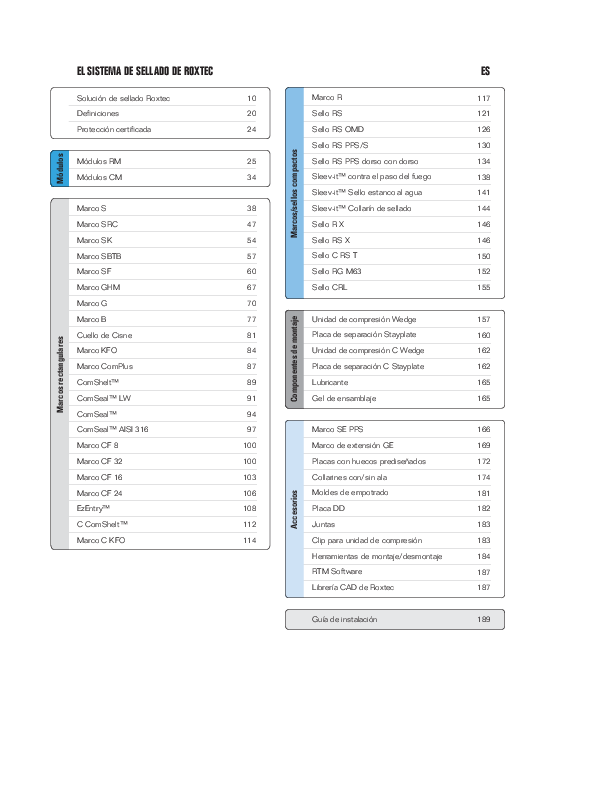 EL SISTEMA DE SELLADO DE ROXTEC ES
Solución de sellado Roxtec 10
Definiciones 20
Protección certificada 24
Módulos
Módulos RM 25
Módulos CM 34
Marcos rectangulares
Marco S 38
Marco SRC 47
Marco SK 54
Marco SBTB 57
Marco SF 60
Marco GHM 67
Marco G 70
Marco B 77
Cuello de Cisne 81
Marco KFO 84
Marco ComPlus 87
ComShelt™ 89
ComSeal™ LW 91
ComSeal™ 94
ComSeal™ AISI 316 97
Marco CF 8 100
Marco CF 32 100
Marco CF 16 103
Marco CF 24 106
EzEntry™ 108
C ComShelt™ 112
Marco C KFO 114
Marcos/sellos compactos
Marco R 117
Sello RS 121
Sello RS OMD 126
Sello RS PPS/S 130
Sello RS PPS dorso con dorso 134
Sleev-it™ contra el paso del fuego 138
Sleev-it™ Sello estanco al agua 141
Sleev-it™ Collarín de sellado 144
Sello R X 146
Sello RS X 146
Sello C RS T 150
Sello RG M63 152
Sello CRL 155
Componentes de montaje
Unidad de compresión Wedge 157
Placa de separación Stayplate 160
Unidad de compresión C Wedge 162
Placa de separación C Stayplate 162
Lubricante 165
Gel de ensamblaje 165
Accesorios
Marco SE PPS 166
Marco de extensión GE 169
Placas con huecos prediseñados 172
Collarines con/sin ala 174
Moldes de empotrado 181
Placa DD 182
Juntas 183
Clip para unidad de compresión 183
Herramientas de montaje/desmontaje 184
RTM Software 187
Librería CAD de Roxtec 187
Guía de instalación 189